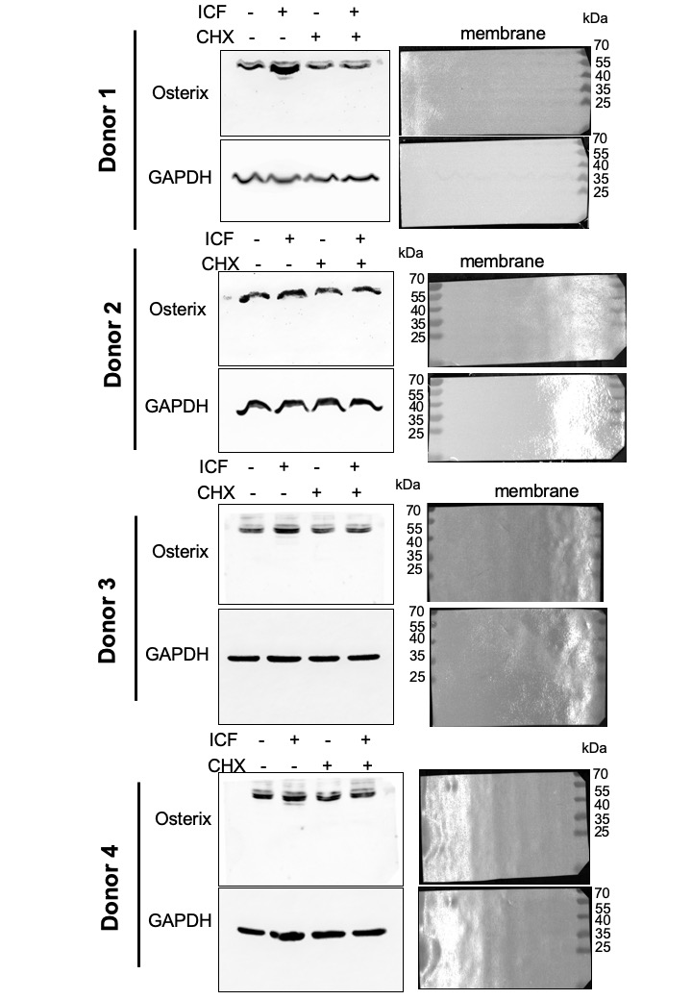 ICF - + - +
kDa
CHX - - + +
membrane
70
55
40
35
25
Osterix
Donor 1
70
55
40
35
25
GAPDH
ICF - + - +
kDa
CHX - - + +
membrane
70
55
40
35
25
Osterix
Donor 2
70
55
40
35
25
GAPDH
ICF - + - +
kDa
CHX - - + +
membrane
70
55
40
35
25
Osterix
Donor 3
70
55
40
35
25
GAPDH
ICF - + - +
kDa
CHX - - + +
70
55
40
35
25
Osterix
Donor 4
70
55
40
35
25
GAPDH